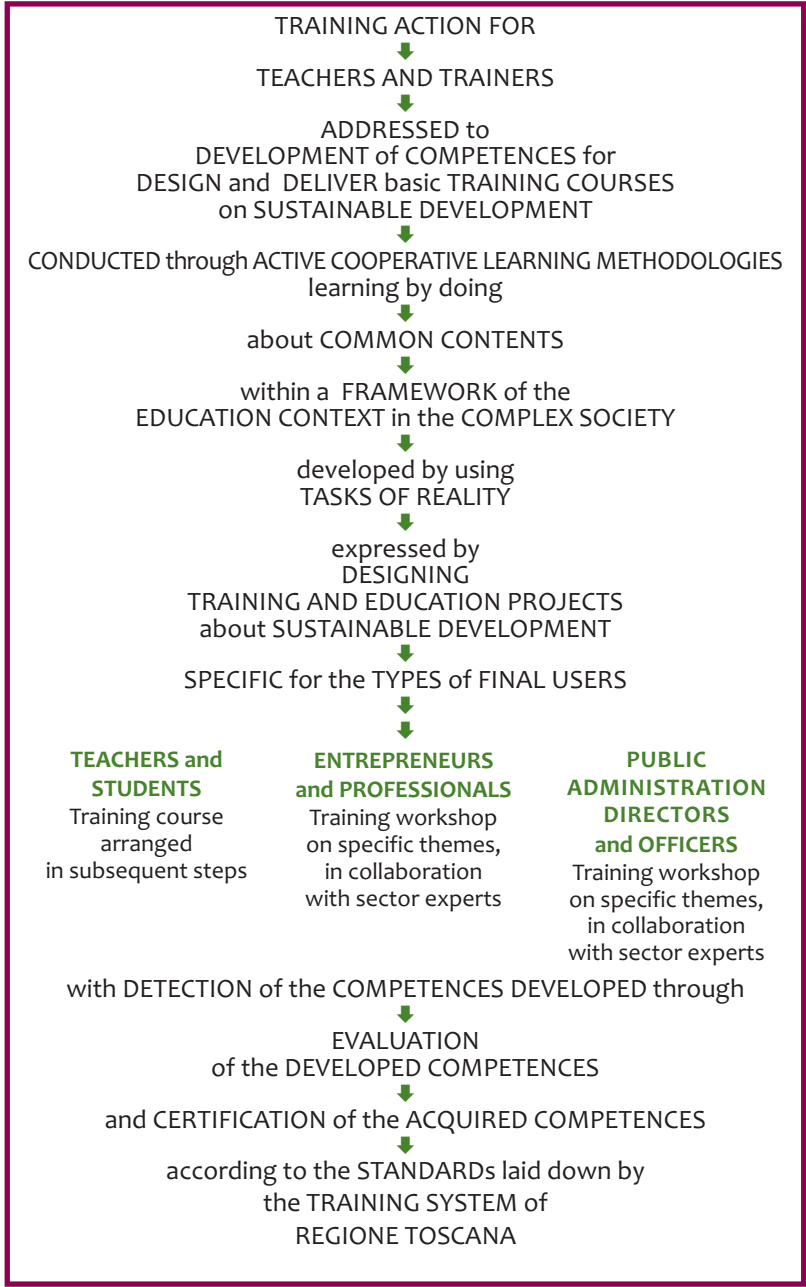 TRAINING ACTION FOR
TEACHERS AND TRAINERS
ADDRESSED to
DEVELOPMENT of COMPETENCES for
DESIGN and DELIVER basic TRAINING COURSES
on SUSTAINABLE DEVELOPMENT
CONDUCTED through ACTIVE COOPERATIVE LEARNING METHODOLOGIES
learning by doing
about COMMON CONTENTS
within a FRAMEWORK of the
EDUCATION CONTEXT in the COMPLEX SOCIETY
developed by using
TASKS OF REALITY
expressed by
DESIGNING
TRAINING AND EDUCATION PROJECTS
about SUSTAINABLE DEVELOPMENT
SPECIFIC for the TYPES of FINAL USERS
TEACHERS and
STUDENTS
Training course
arranged
in subsequent steps
ENTREPRENEURS
and PROFESSIONALS
Training workshop
on specific themes,
in collaboration
with sector experts
PUBLIC
ADMINISTRATION
DIRECTORS
and OFFICERS
Training workshop
on specific themes,
in collaboration
with sector experts
with DETECTION of the COMPETENCES DEVELOPED through
EVALUATION
of the DEVELOPED COMPETENCES
and CERTIFICATION of the ACQUIRED COMPETENCES
according to the STANDARDs laid down by
the TRAINING SYSTEM of
REGIONE TOSCANA